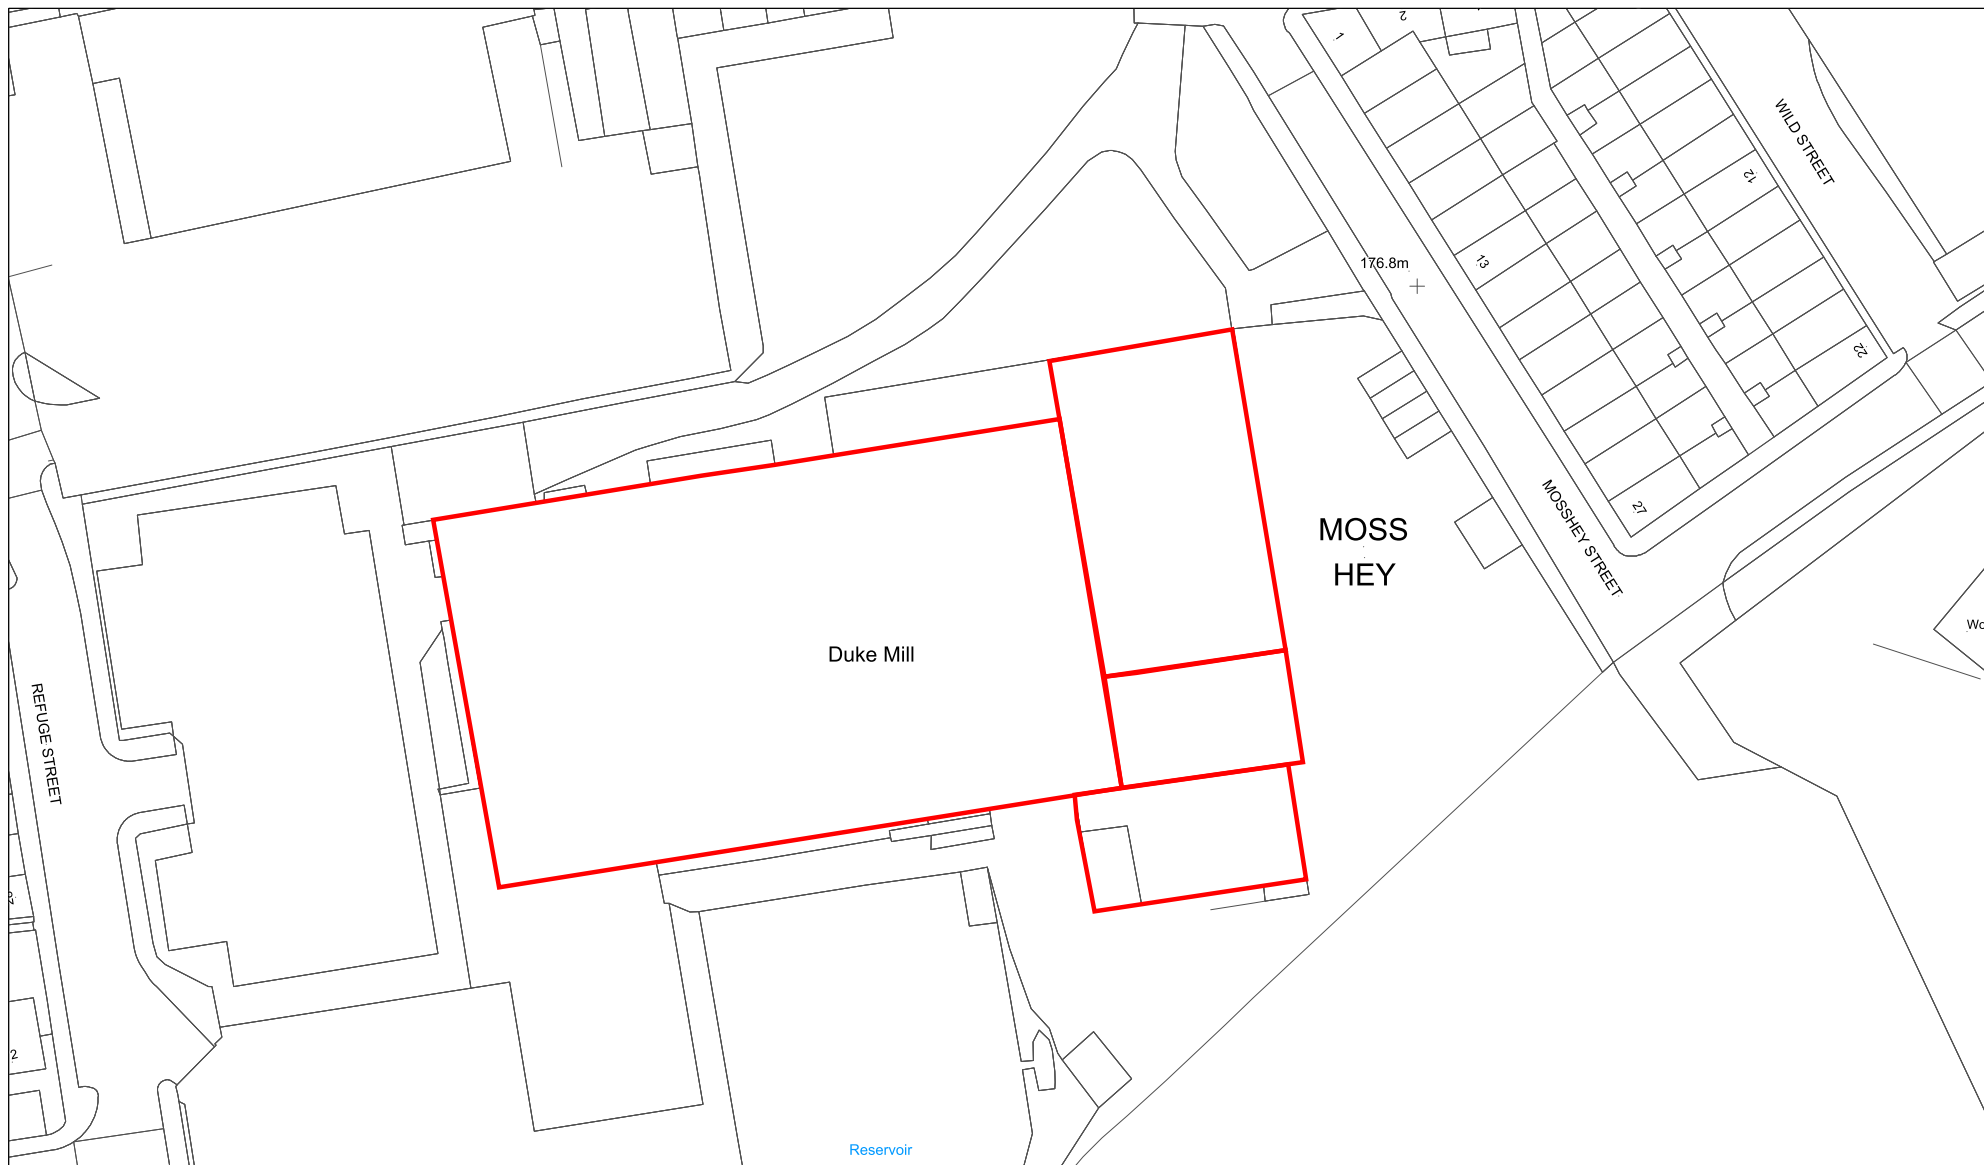 1
2
WILD STREET
12
13
176.8m
22
27
MOSS
HEY
MOSSHEY STREET
Duke Mill
REFUGE STREET
2
Reservoir